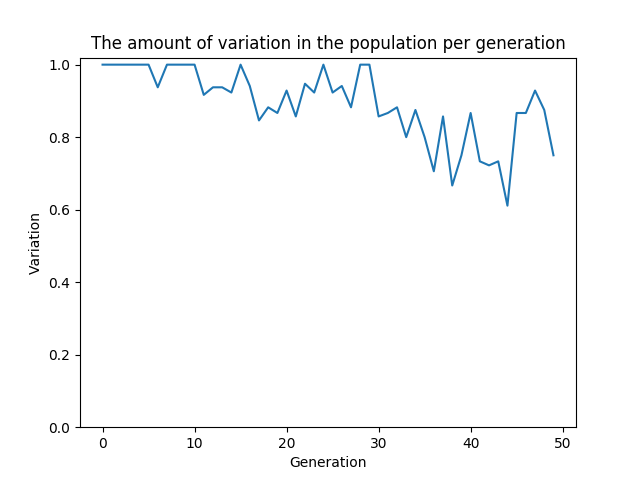 The amount of variation in the population per generation
1.0
0.8
0.6
0.4
0.2
0.0
Variation
0 10 20 30 40 50
Generation